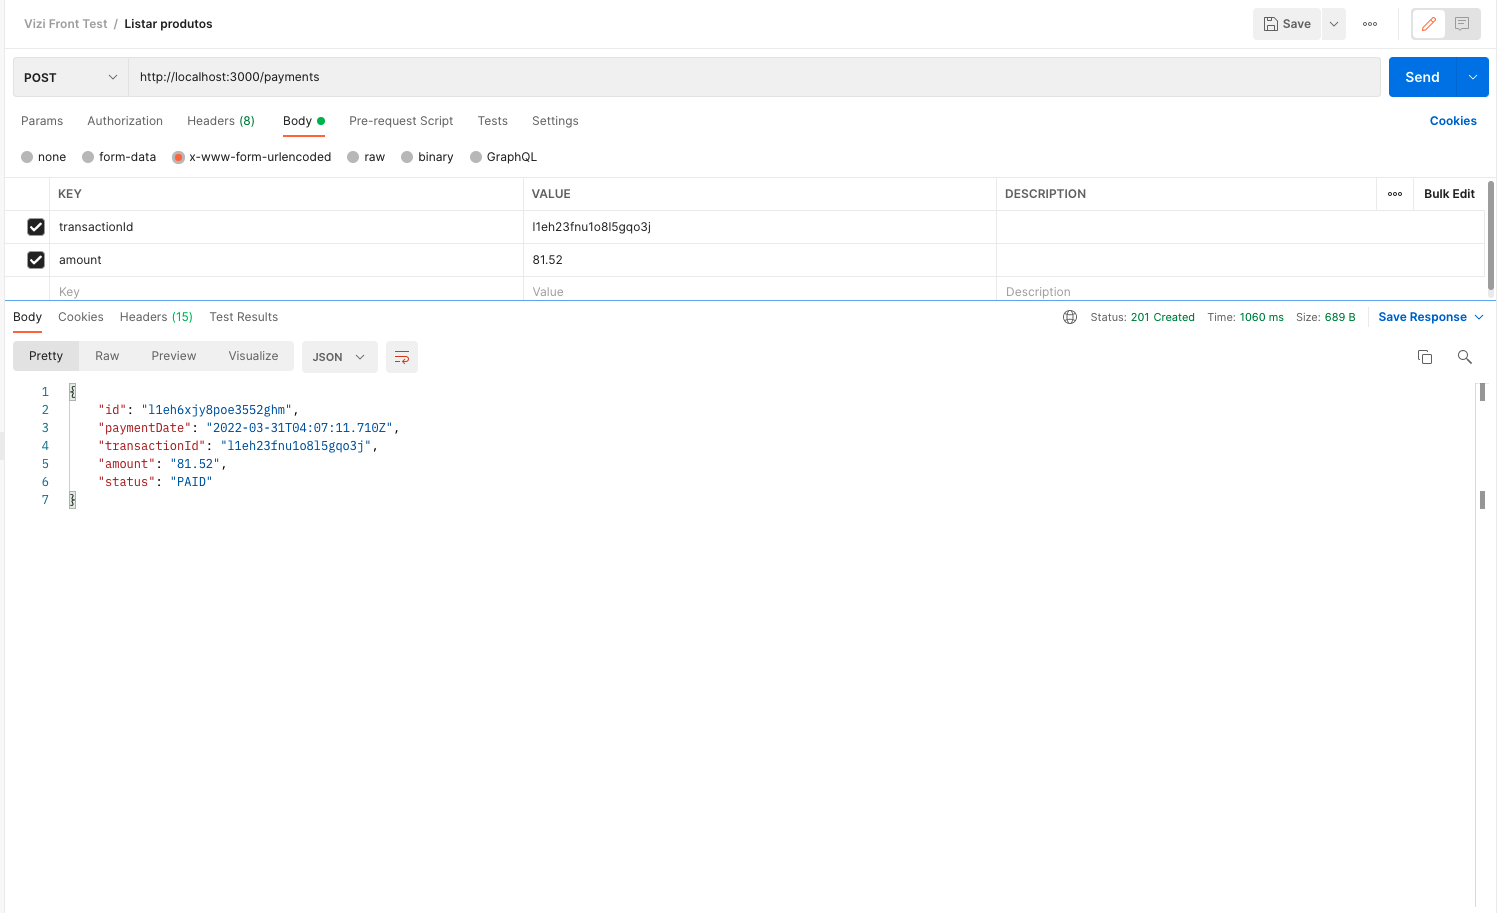 Vizi Front Test / Listar produtos
Save
POST
http://localhost:3000/payments
Send
Params Authorization Headers (8) Body Pre-request Script Tests Settings Cookies
none form-data x-www-form-urlencoded raw binary GraphQL
KEY VALUE DESCRIPTION Bulk Edit
transactionId l1eh23fnu1o8l5gqo3j
amount 81.52
Key Value Description
Body Cookies Headers (15) Test Results Status: 201 Created Time: 1060 ms Size: 689 B Save Response
Pretty Raw Preview Visualize JSON
1 {
2 "id": "l1eh6xjy8poe3552ghm",
3 "paymentDate": "2022-03-31T04:07:11.710Z",
4 "transactionId": "l1eh23fnu1o8l5gqo3j",
5 "amount": "81.52",
6 "status": "PAID"
7 }